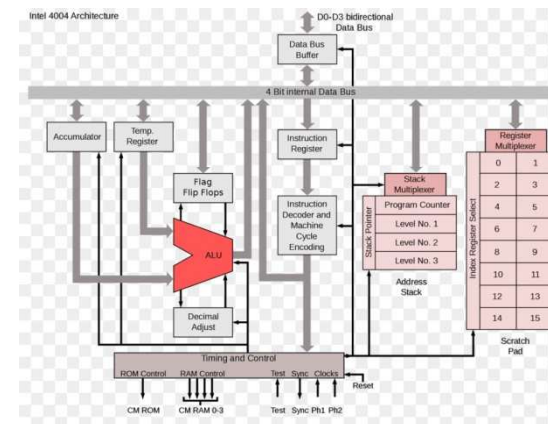 Intel 4004 Architecture
D0-D3 bidirectional
Data Bus
Data Bus
Buffer
4 Bit internal Data Bus
Accumulator
Temp.
Register
Flag
Flip Flops
Instruction
Register
Register
Multiplexer
Stack
Multiplexer
Instruction
Decoder and
Machine
Cycle
Encoding
ALU
Decimal
Adjust
Stack Pointer
Program Counter
Level No. 1
Level No. 2
Level No. 3
Address
Stack
Index Register Select
0 1
2 3
4 5
6 7
8 9
10 11
12 13
14 15
Scratch
Pad
Timing and Control
ROM Control RAM Control Test Sync Clocks
Reset
CM ROM CM RAM 0-3 Test Sync Ph1 Ph2